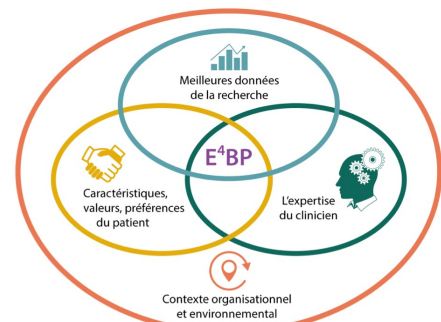 Meilleures données
de la recherche
E⁴BP
Caractéristiques,
valeurs, préférences
du patient
L'expertise
du clinicien
Contexte organisationnel
et environnemental